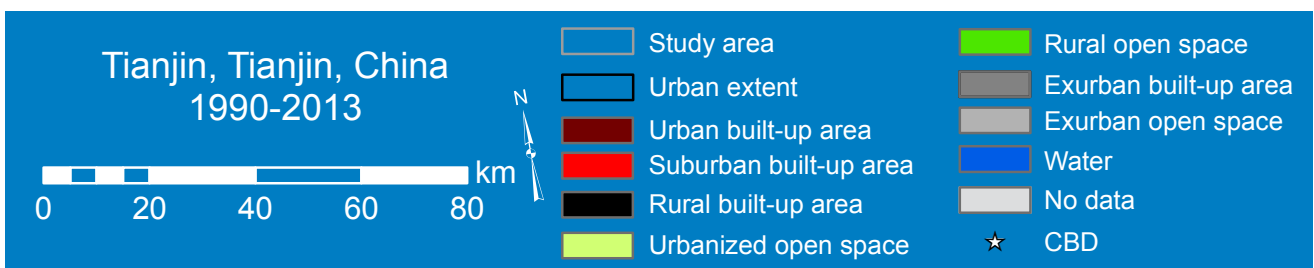 Tianjin, Tianjin, China
1990-2013
N
km
0 20 40 60 80
Study area
Urban extent
Urban built-up area
Suburban built-up area
Rural built-up area
Urbanized open space
Rural open space
Exurban built-up area
Exurban open space
Water
No data
CBD